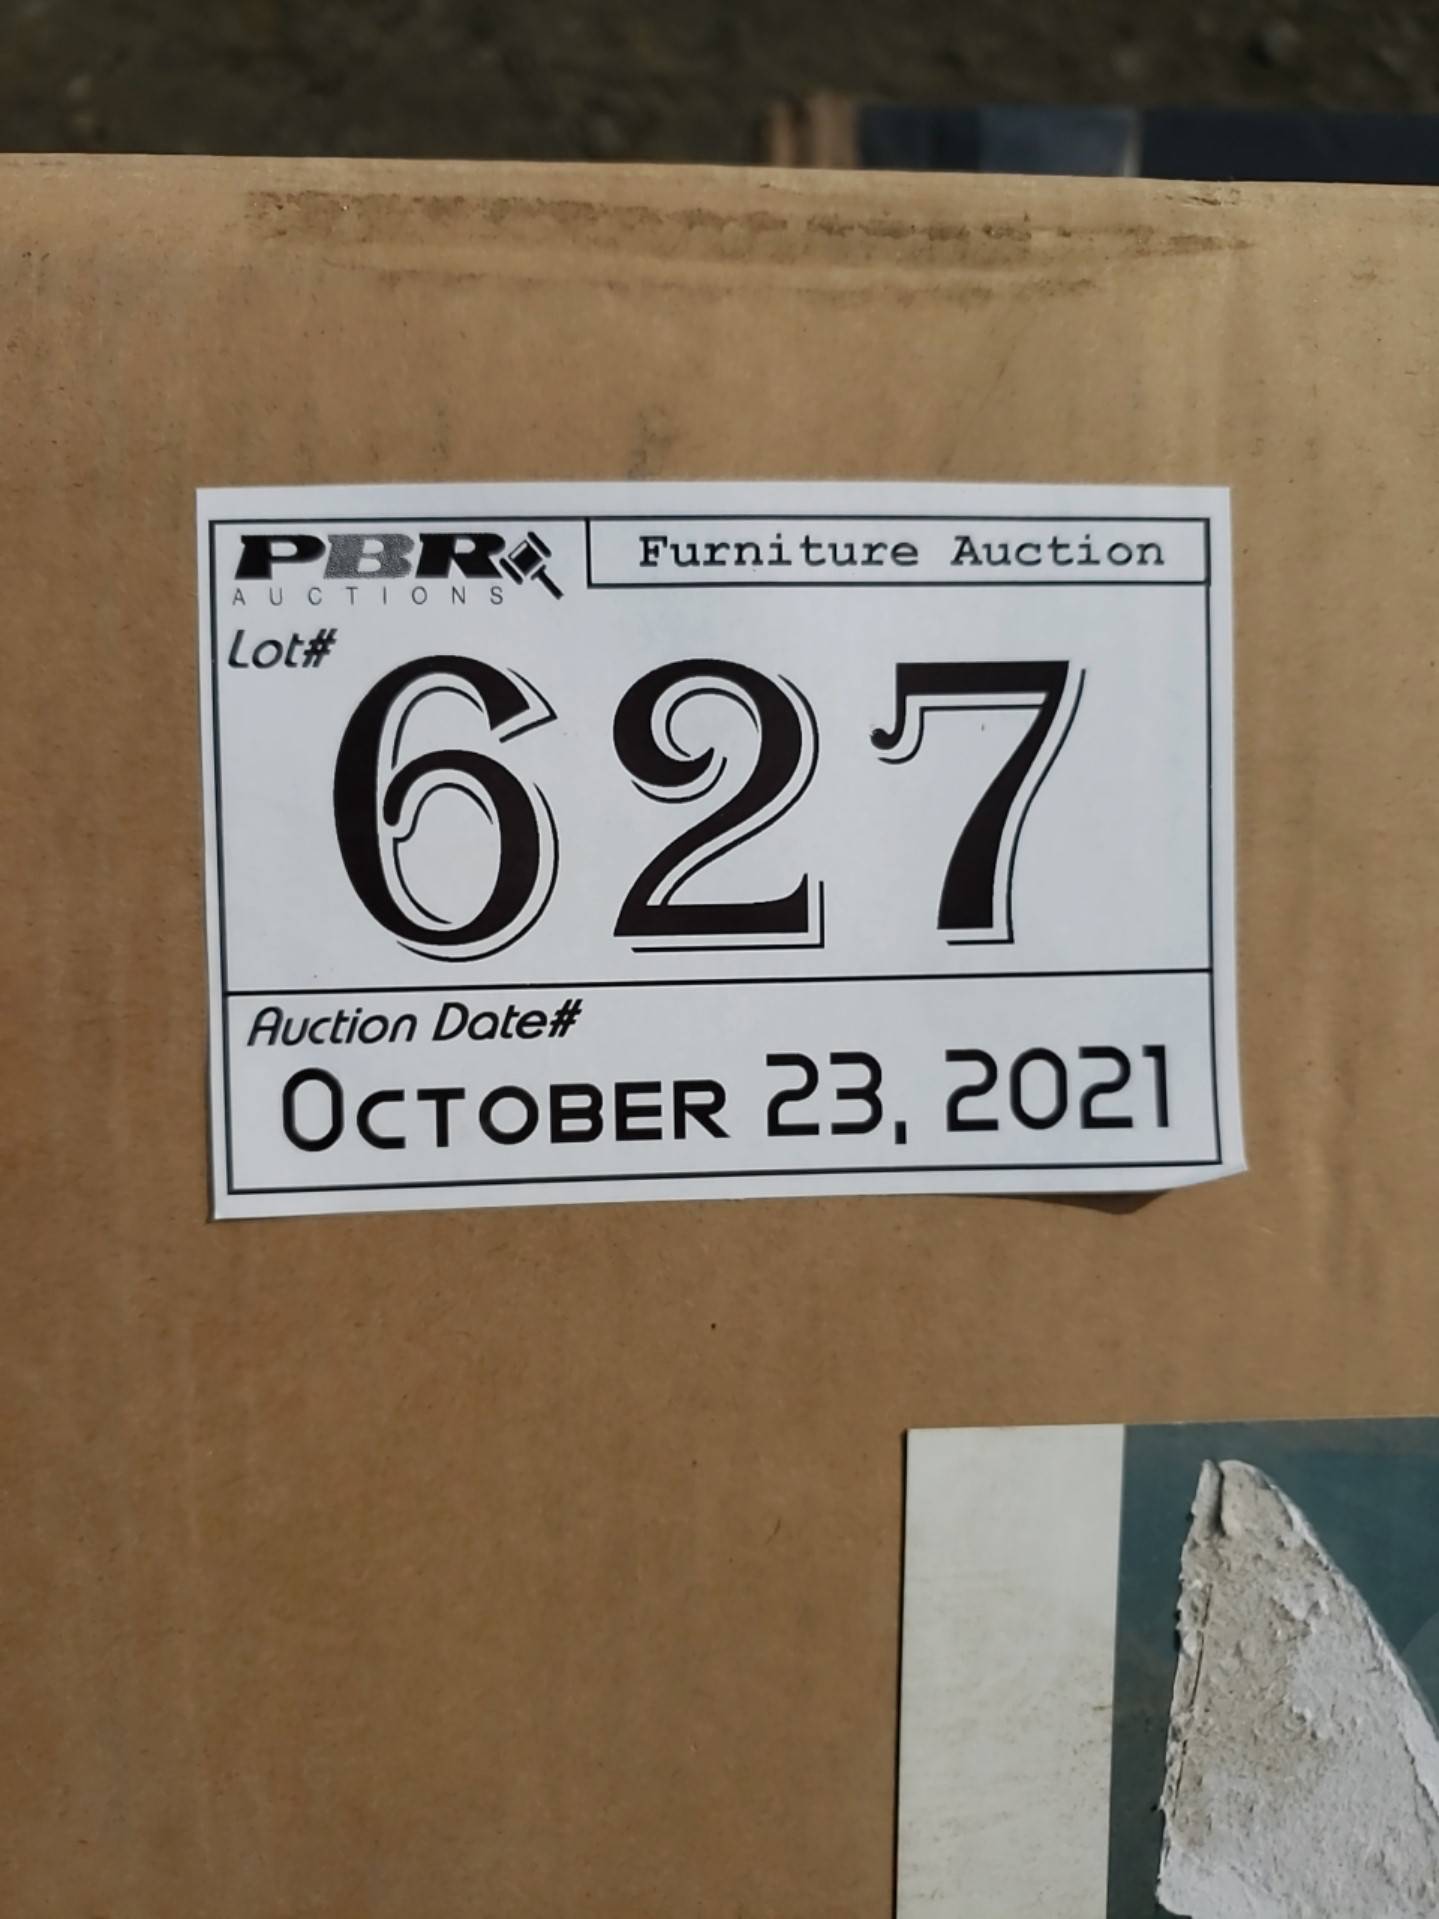 PBR
AUCTIONS
Furniture Auction
Lot#
627
Auction Date#
October 23, 2021